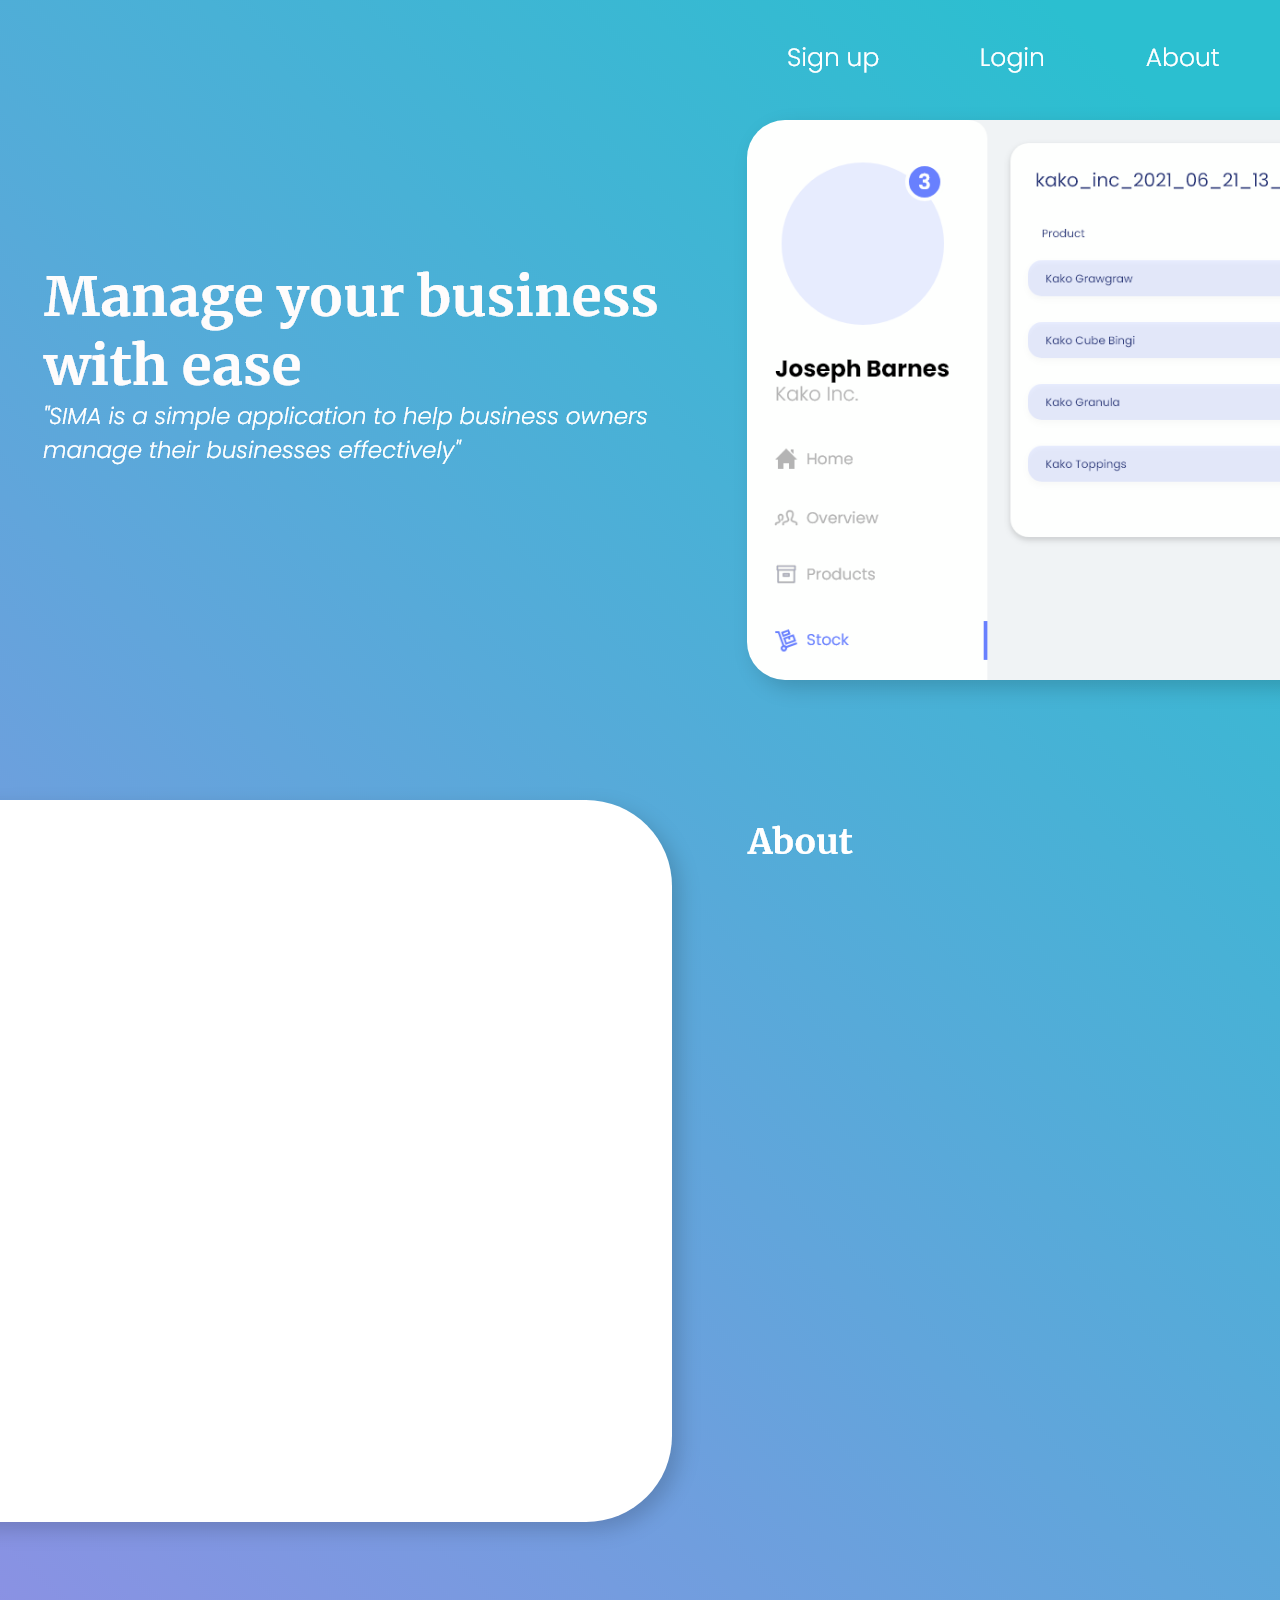 Sign up
Login
About
Manage your business
with ease
"SIMA is a simple application to help business owners
manage their businesses effectively"
3
Joseph Barnes
Kako Inc.
Home
Overview
Products
Stock
kako_inc_2021_06_21_13_
Product
Kako Grawgraw
Kako Cube Bingi
Kako Granula
Kako Toppings
About